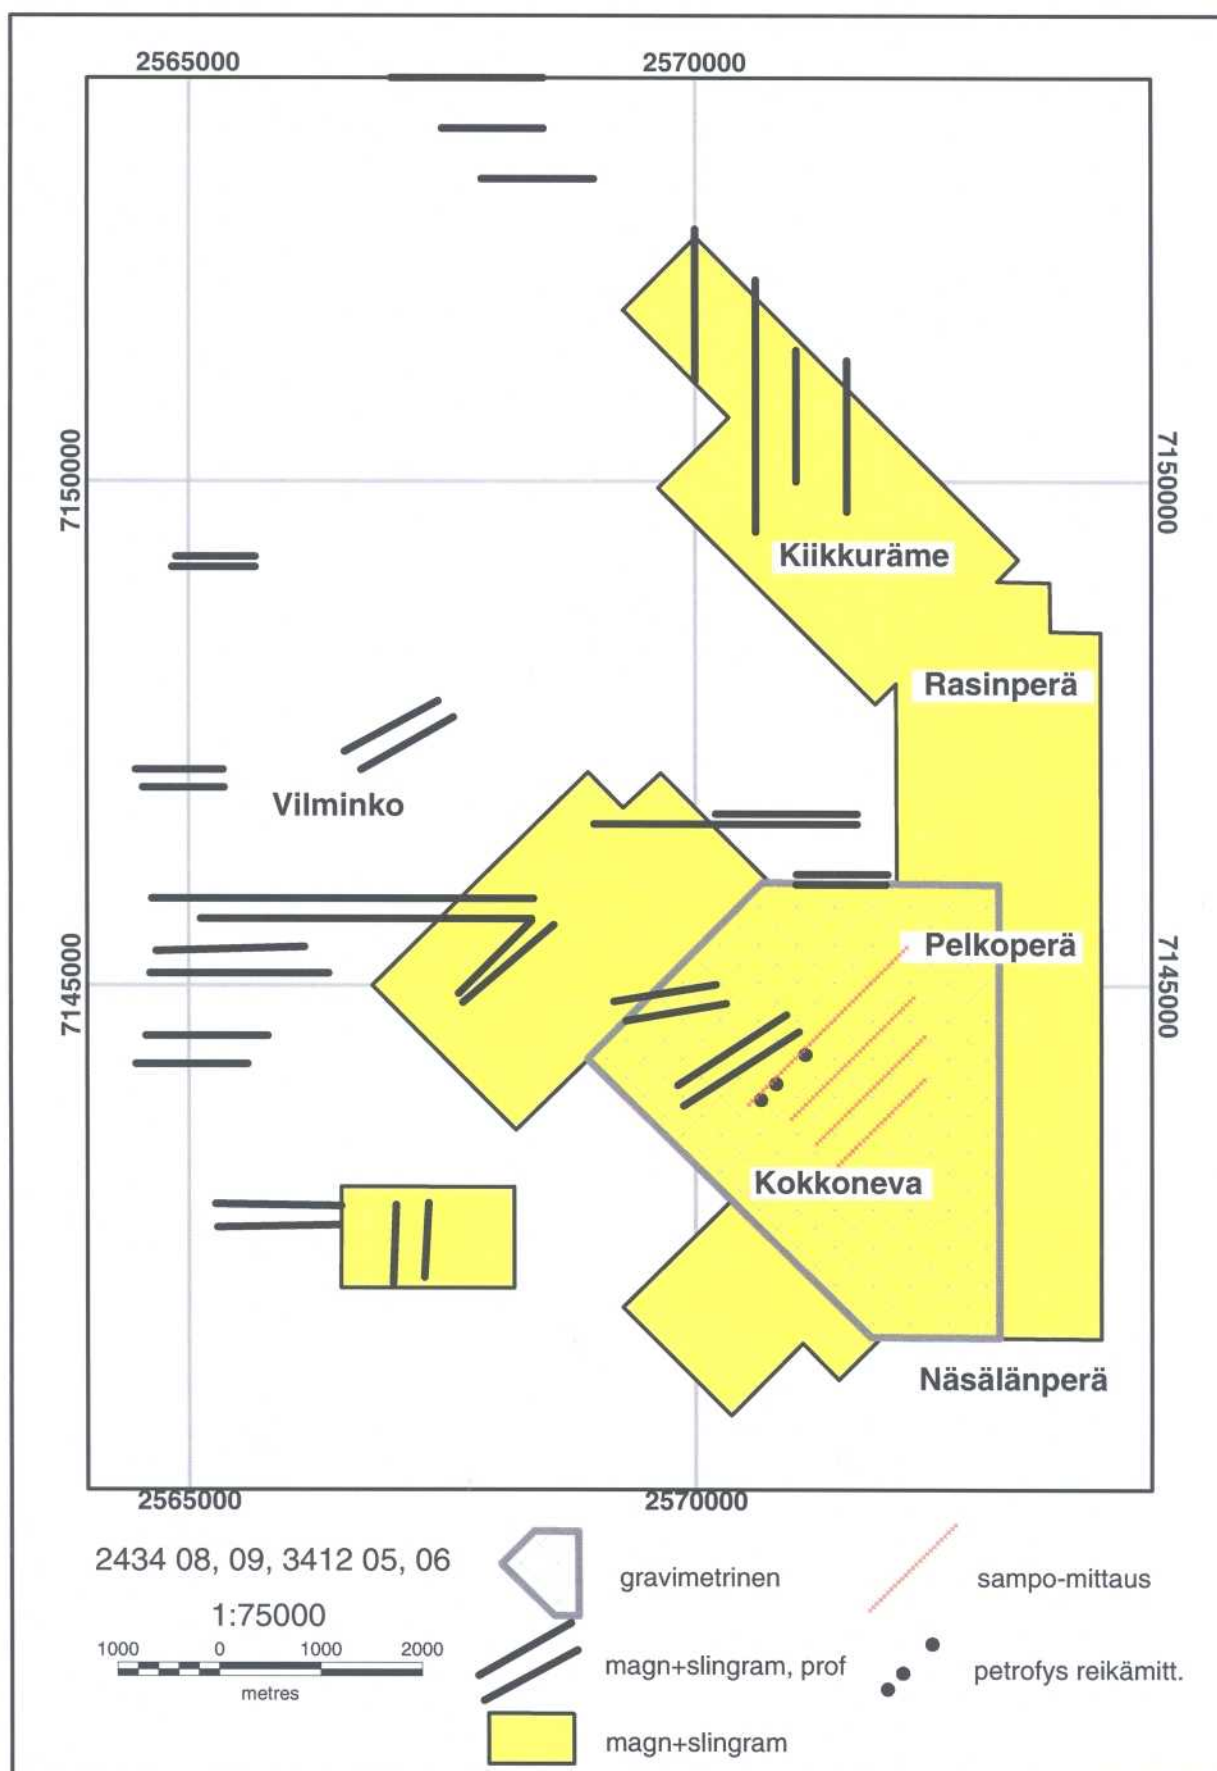 2565000 2570000
7150000 7150000
Kiikkuräme
Rasinperä
Vilminko
Pelkoperä
7145000 7145000
Kokkoneva
Näsälänperä
2565000 2570000
2434 08, 09, 3412 05, 06
1:75000
1000 0 1000 2000
metres
gravimetrinen
magn+slingram, prof
magn+slingram
sampo-mittaus
petrofys reikämitt.